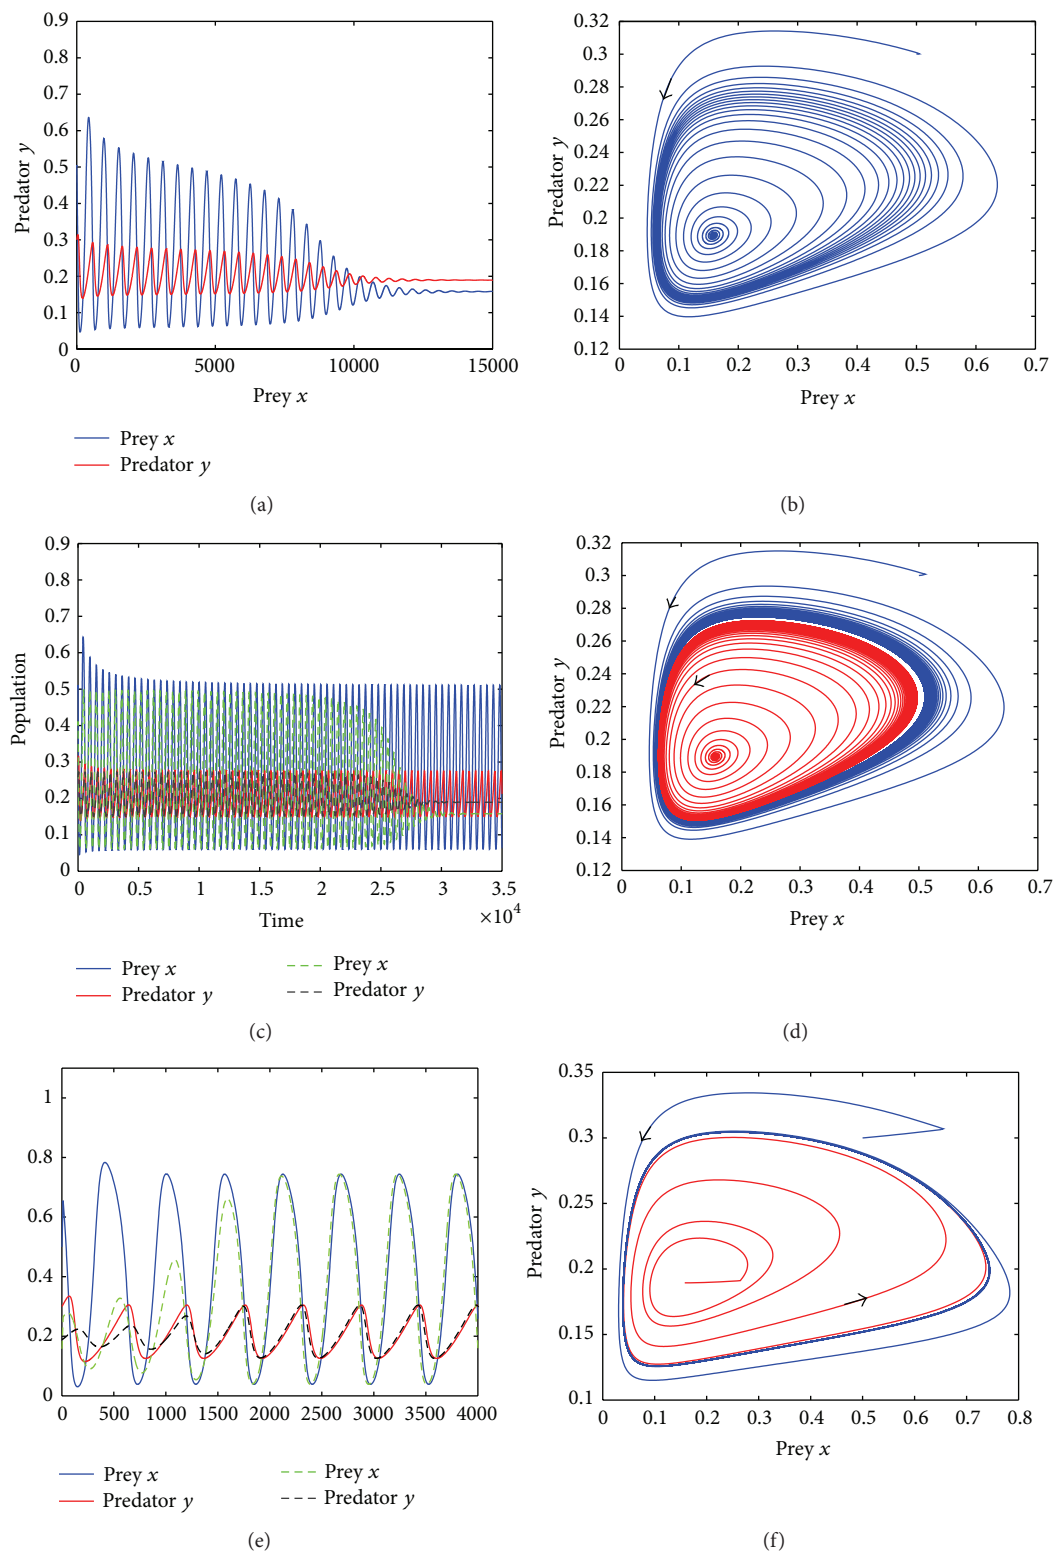 0.9
0.8
0.7
0.6
0.5
0.4
0.3
0.2
0.1
0
Predator y
0 5000 10000 15000
Prey x
Prey x
Predator y
(a)
0.32
0.3
0.28
0.26
0.24
0.22
0.2
0.18
0.16
0.14
0.12
Predator y
0 0.1 0.2 0.3 0.4 0.5 0.6 0.7
Prey x
(b)
0.9
0.8
0.7
0.6
0.5
0.4
0.3
0.2
0.1
0
Population
0 0.5 1 1.5 2 2.5 3 3.5
×10⁴
Time
Prey x
Predator y
Prey x
Predator y
(c)
0.32
0.3
0.28
0.26
0.24
0.22
0.2
0.18
0.16
0.14
0.12
Predator y
0 0.1 0.2 0.3 0.4 0.5 0.6 0.7
Prey x
(d)
1
0.8
0.6
0.4
0.2
0
0 500 1000 1500 2000 2500 3000 3500 4000
Prey x
Predator y
Prey x
Predator y
(e)
0.35
0.3
0.25
0.2
0.15
0.1
Predator y
0 0.1 0.2 0.3 0.4 0.5 0.6 0.7 0.8
Prey x
(f)